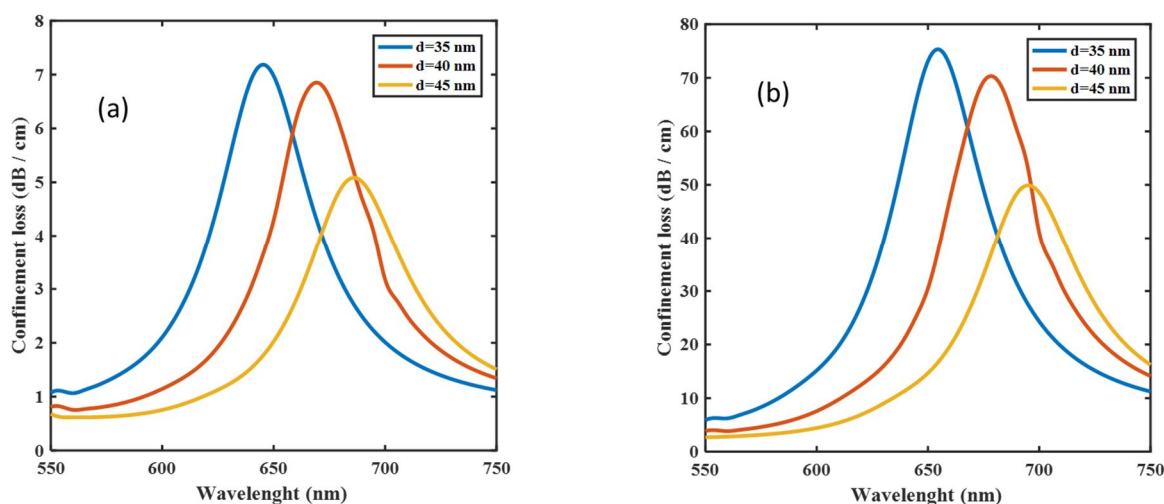 (a)
d=35 nm
d=40 nm
d=45 nm
Confinement loss (dB / cm)
8
7
6
5
4
3
2
1
0
550 600 650 700 750
Wavelenght (nm)
(b)
d=35 nm
d=40 nm
d=45 nm
Confinement loss (dB / cm)
80
70
60
50
40
30
20
10
0
550 600 650 700 750
Wavelenght (nm)